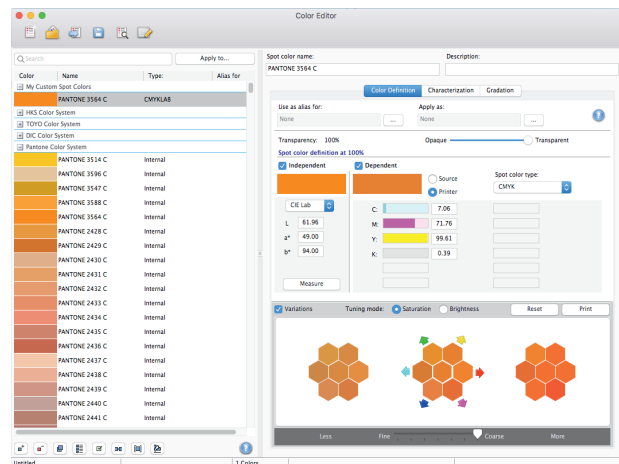 Color Editor
Search
Apply to...
Color Name Type: Alias for
My Custom Spot Colors
PANTONE 3564 C CMYKLAB
HKS Color System
TOYO Color System
DIC Color System
Pantone Color System
PANTONE 3514 C Internal
PANTONE 3596 C Internal
PANTONE 3547 C Internal
PANTONE 3588 C Internal
PANTONE 3564 C Internal
PANTONE 2428 C Internal
PANTONE 2429 C Internal
PANTONE 2430 C Internal
PANTONE 2431 C Internal
PANTONE 2432 C Internal
PANTONE 2433 C Internal
PANTONE 2434 C Internal
PANTONE 2435 C Internal
PANTONE 2436 C Internal
PANTONE 2437 C Internal
PANTONE 2438 C Internal
PANTONE 2439 C Internal
PANTONE 2440 C Internal
PANTONE 2441 C Internal
Untitled 1 Colors
Spot color name: Description:
PANTONE 3564 C
Color Definition Characterization Gradation
Use as alias for: Apply as:
None ... None ...
Transparency: 100% Opaque Transparent
Spot color definition at 100%
Independent Dependent
Source
Printer
Spot color type:
CMYK
CIE Lab
L 61.96
a* 49.00
b* 94.00
Measure
C: 7.06
M: 71.76
Y: 99.61
K: 0.39
Variations Tuning mode: Saturation Brightness Reset Print
Less Fine Coarse More